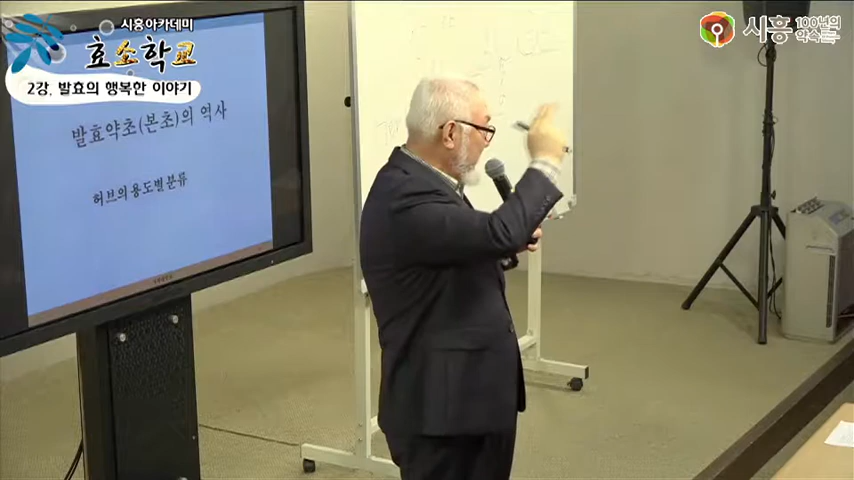 시흥아카데미
효소학교
2강. 발효의 행복한 이야기
시흥
100년의
약속
발효약초(본초)의 역사
허브의 용도별 분류